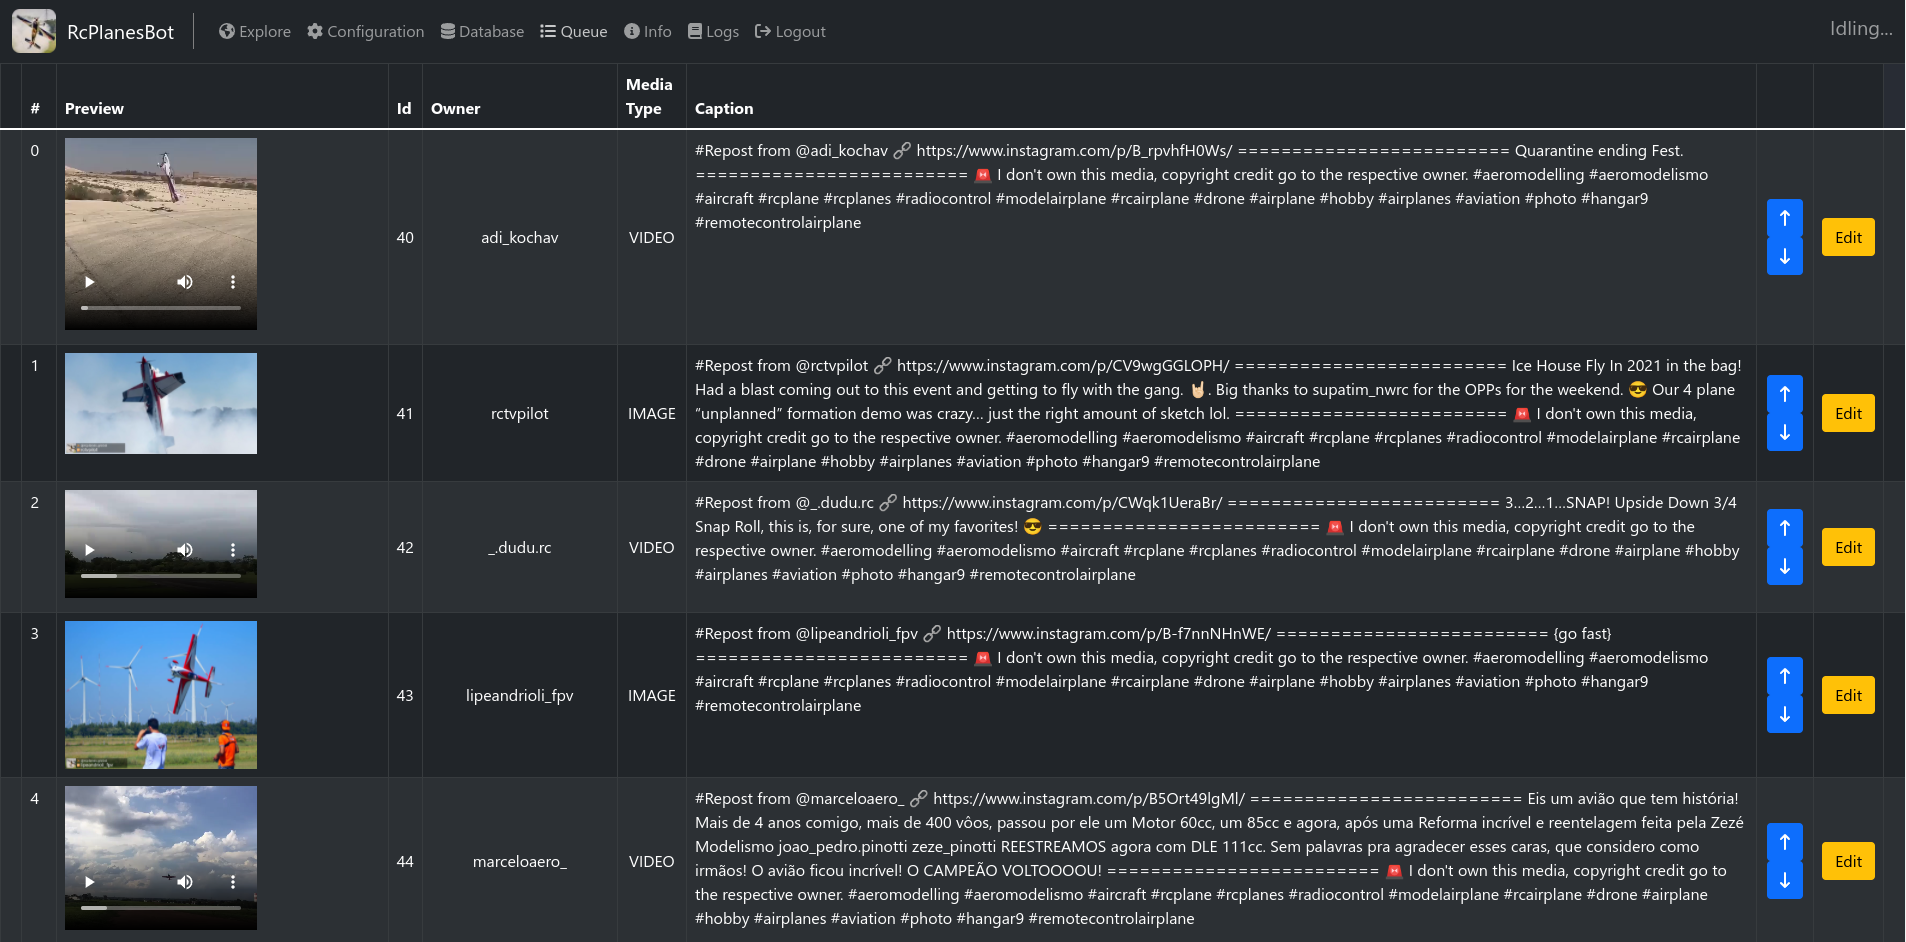 RcPlanesBot Explore Configuration Database Queue Info Logs Logout Idling...
# Preview Id Owner Media Type Caption
0
#Repost from @adi_kochav 🔗 https://www.instagram.com/p/B_rpvhfH0Ws/ ========================= Quarantine ending Fest.
========================= 🚨 I don't own this media, copyright credit go to the respective owner. #aeromodelling #aeromodelismo
#aircraft #rcplane #rcplanes #radiocontrol #modelairplane #rcairplane #drone #airplane #hobby #airplanes #aviation #photo #hangar9
#remotecontrolairplane
40 adi_kochav VIDEO
↑
↓
Edit
1
#Repost from @rctvpilot 🔗 https://www.instagram.com/p/CV9wgGGLOPH/ ========================= Ice House Fly In 2021 in the bag!
Had a blast coming out to this event and getting to fly with the gang. 🤘🏻. Big thanks to supatim_nwrc for the OPPs for the weekend. 😎 Our 4 plane
“unplanned” formation demo was crazy... just the right amount of sketch lol. ========================= 🚨 I don't own this media,
copyright credit go to the respective owner. #aeromodelling #aeromodelismo #aircraft #rcplane #rcplanes #radiocontrol #modelairplane #rcairplane
#drone #airplane #hobby #airplanes #aviation #photo #hangar9 #remotecontrolairplane
41 rctvpilot IMAGE
↑
↓
Edit
2
#Repost from @_.dudu.rc 🔗 https://www.instagram.com/p/CWqk1UeraBr/ ========================= 3...2...1...SNAP! Upside Down 3/4
Snap Roll, this is, for sure, one of my favorites! 😎 ========================= 🚨 I don't own this media, copyright credit go to the
respective owner. #aeromodelling #aeromodelismo #aircraft #rcplane #rcplanes #radiocontrol #modelairplane #rcairplane #drone #airplane #hobby
#airplanes #aviation #photo #hangar9 #remotecontrolairplane
42 _.dudu.rc VIDEO
↑
↓
Edit
3
#Repost from @lipeandrioli_fpv 🔗 https://www.instagram.com/p/B-f7nnNHnWE/ ========================= {go fast}
========================= 🚨 I don't own this media, copyright credit go to the respective owner. #aeromodelling #aeromodelismo
#aircraft #rcplane #rcplanes #radiocontrol #modelairplane #rcairplane #drone #airplane #hobby #airplanes #aviation #photo #hangar9
#remotecontrolairplane
43 lipeandrioli_fpv IMAGE
↑
↓
Edit
4
#Repost from @marceloaero_ 🔗 https://www.instagram.com/p/B5Ort49lgMl/ ========================= Eis um avião que tem história!
Mais de 4 anos comigo, mais de 400 vôos, passou por ele um Motor 60cc, um 85cc e agora, após uma Reforma incrível e reentelagem feita pela Zezé
Modelismo joao_pedro.pinotti zeze_pinotti REESTREAMOS agora com DLE 111cc. Sem palavras pra agradecer esses caras, que considero como
irmãos! O avião ficou incrível! O CAMPEÃO VOLTOOOOU! ========================= 🚨 I don't own this media, copyright credit go to
the respective owner. #aeromodelling #aeromodelismo #aircraft #rcplane #rcplanes #radiocontrol #modelairplane #rcairplane #drone #airplane
#hobby #airplanes #aviation #photo #hangar9 #remotecontrolairplane
44 marceloaero_ VIDEO
↑
↓
Edit